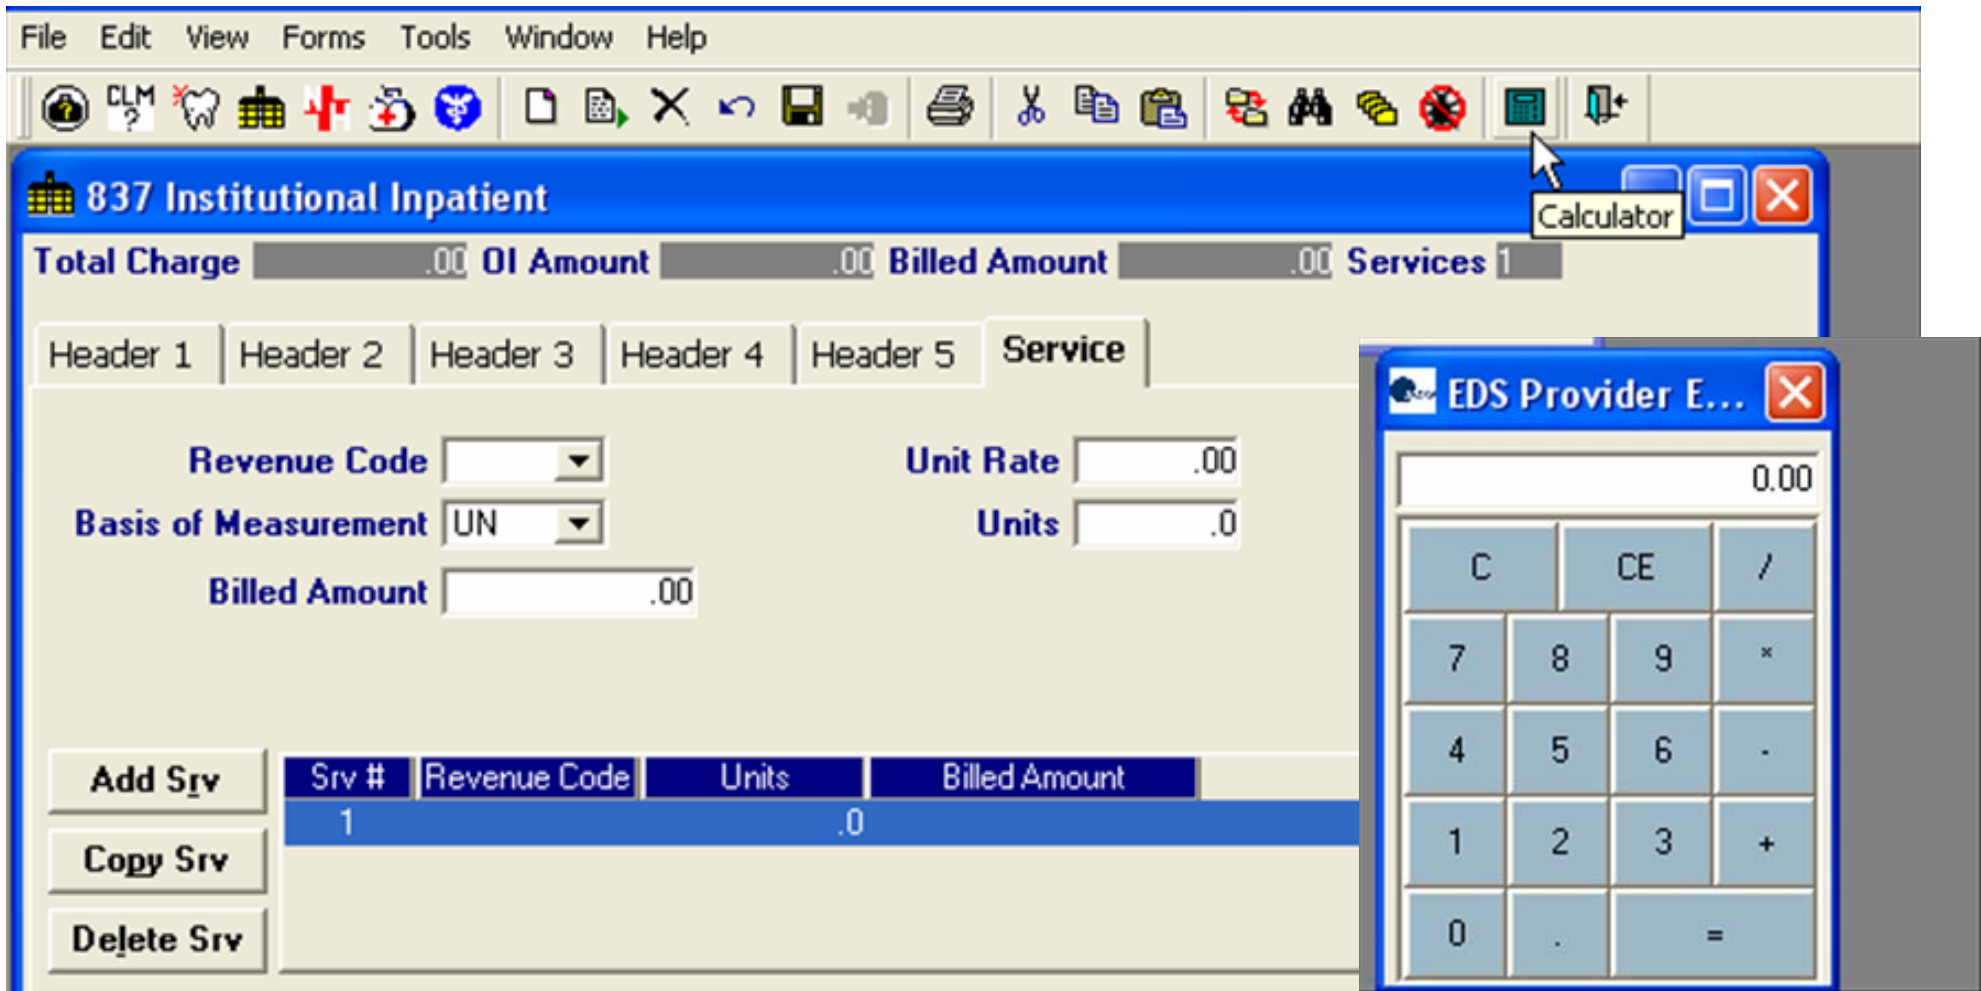 File Edit View Forms Tools Window Help
CLM
?
837 Institutional Inpatient
Calculator
Total Charge .00 OI Amount .00 Billed Amount .00 Services 1
Header 1 Header 2 Header 3 Header 4 Header 5 Service
Revenue Code Unit Rate .00
Basis of Measurement UN Units .0
Billed Amount .00
Add Srv
Copy Srv
Delete Srv
Srv # Revenue Code Units Billed Amount
1 .0
EDS Provider E...
0.00
C CE /
7 8 9 *
4 5 6 -
1 2 3 +
0 . =